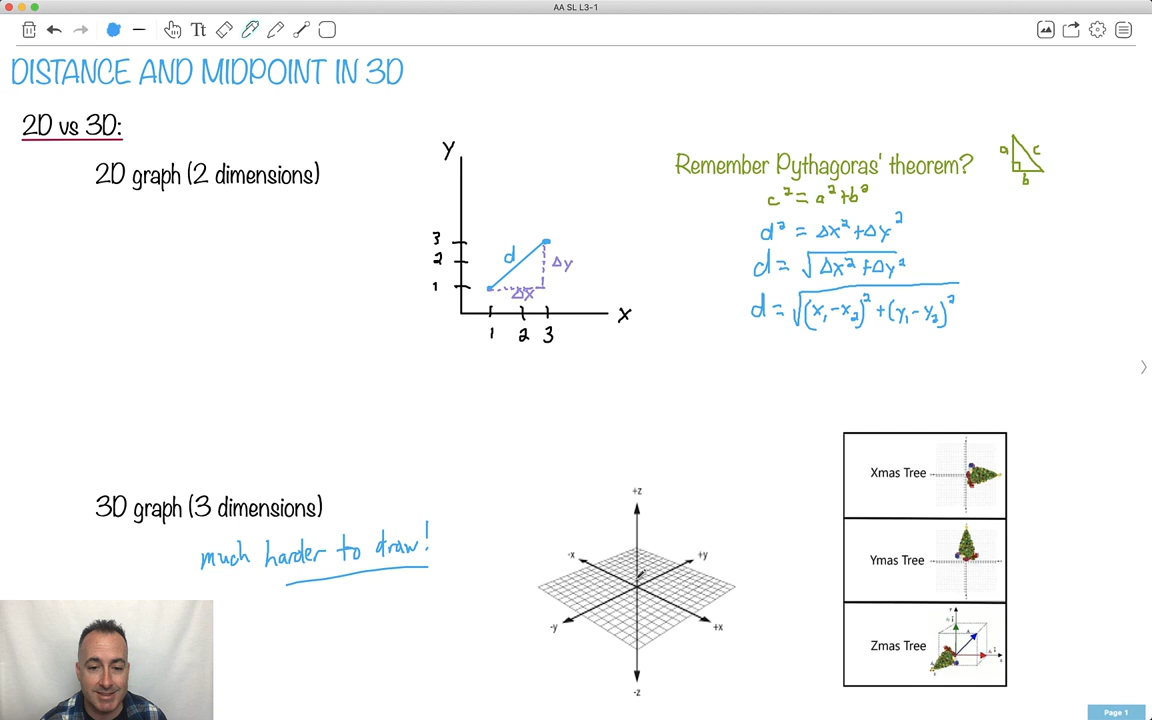 AA SL L3-1
Tt
DISTANCE AND MIDPOINT IN 3D
2D vs 3D:
2D graph (2 dimensions)
Y
3
2
1
d
Δy
Δx
1 2 3
X
Remember Pythagoras' theorem?
a c
b
c² = a² + b²
d² = Δx² + Δy²
d = √Δx² + Δy²
d = √(x₁-x₂)² + (y₁-y₂)²
3D graph (3 dimensions)
much harder to draw!
+z
-x +y
-y +x
-z
Xmas Tree
Ymas Tree
Zmas Tree
Page 1